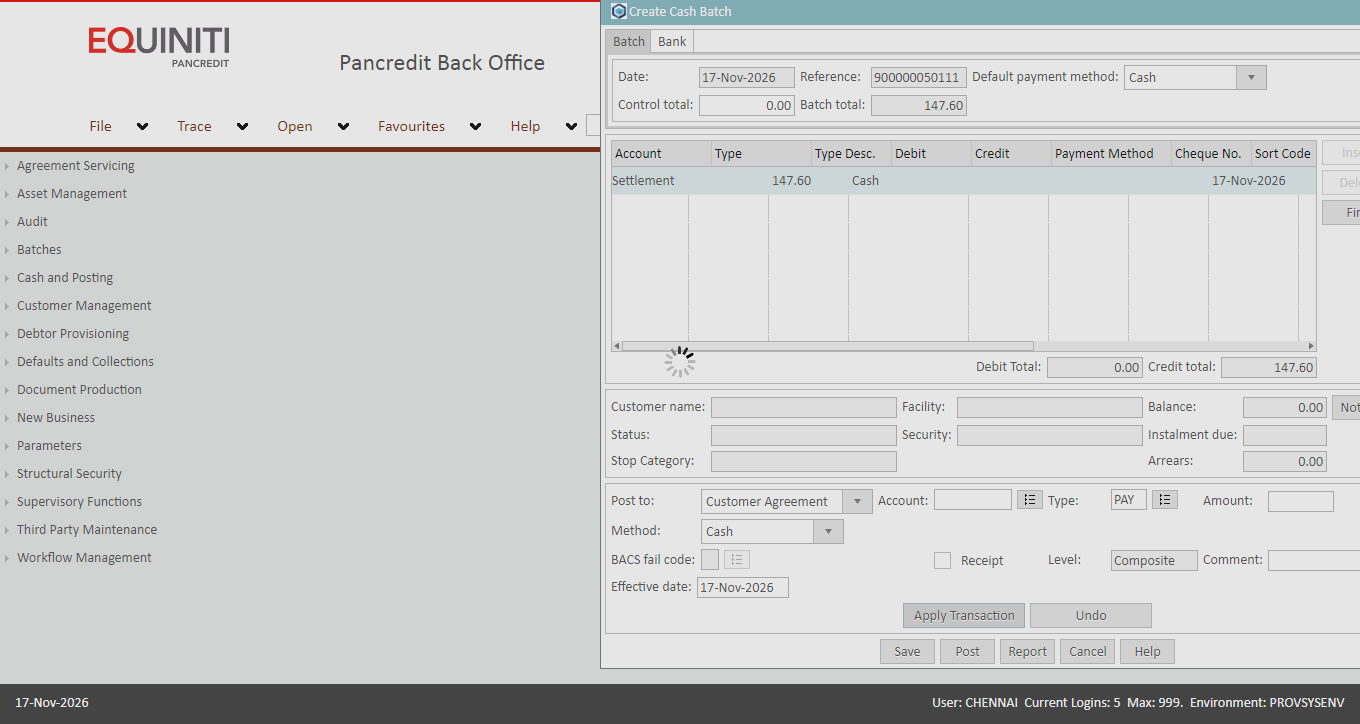 Create Cash Batch
EQUINITI
PANCREDIT
Pancredit Back Office
File Trace Open Favourites Help
Agreement Servicing
Asset Management
Audit
Batches
Cash and Posting
Customer Management
Debtor Provisioning
Defaults and Collections
Document Production
New Business
Parameters
Structural Security
Supervisory Functions
Third Party Maintenance
Workflow Management
Batch Bank
Date: 17-Nov-2026 Reference: 900000050111 Default payment method: Cash
Control total: 0.00 Batch total: 147.60
Account Type Type Desc. Debit Credit Payment Method Cheque No. Sort Code
Settlement 147.60 Cash 17-Nov-2026
Ins
Del
Fin
Debit Total: 0.00 Credit total: 147.60
Customer name: Facility: Balance: 0.00 Not
Status: Security: Instalment due:
Stop Category: Arrears: 0.00
Post to: Customer Agreement Account: Type: PAY Amount:
Method: Cash
BACS fail code: Receipt Level: Composite Comment:
Effective date: 17-Nov-2026
Apply Transaction Undo
Save Post Report Cancel Help
17-Nov-2026 User: CHENNAI Current Logins: 5 Max: 999. Environment: PROVSYSENV